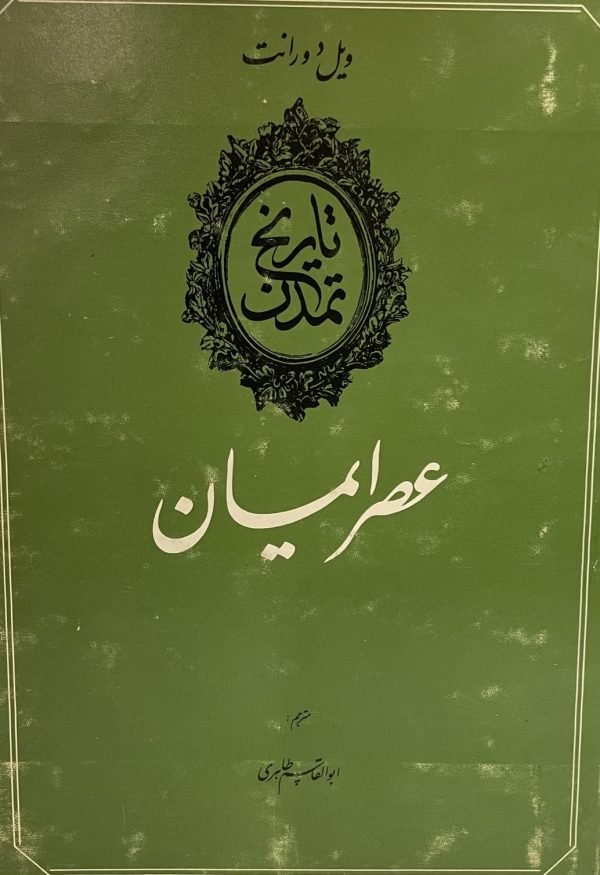 ویل دورانت
تاریخ
تمدن
عصر ایمان
مترجم:
ابوالقاسم طاهری